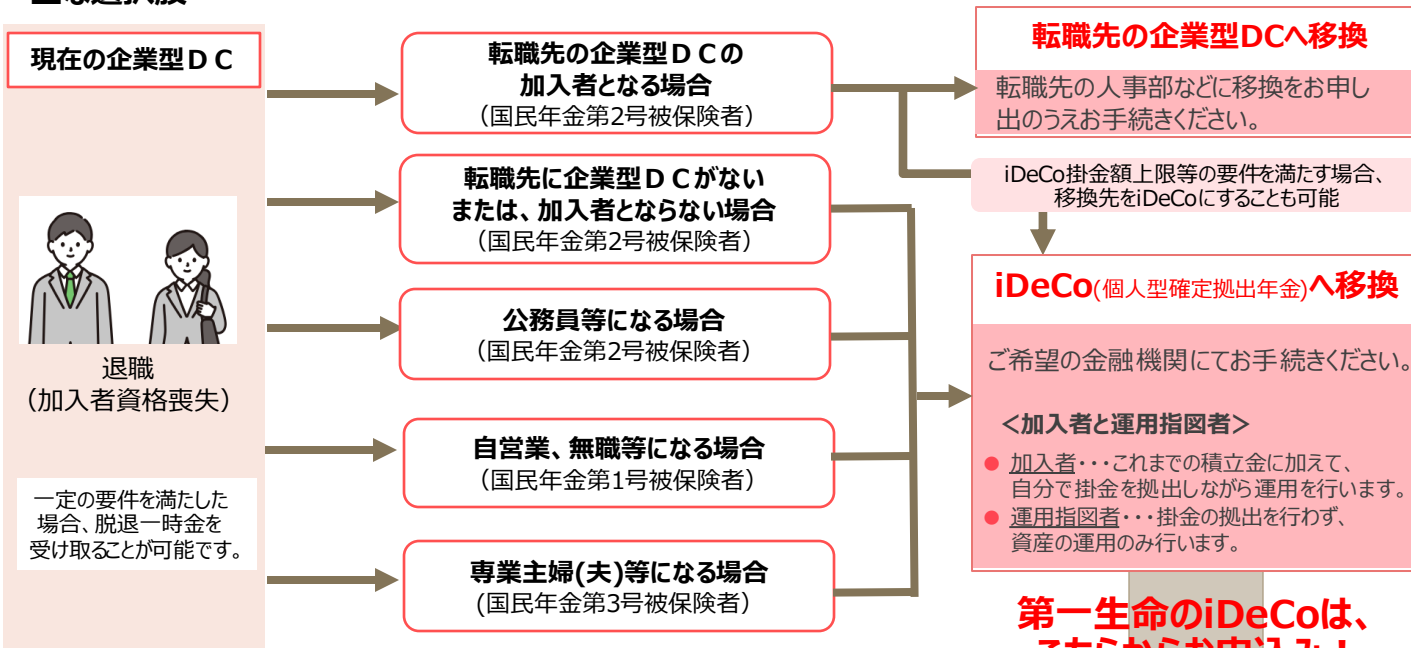 主な選択肢
現在の企業型ＤＣ
退職
（加入者資格喪失）
一定の要件を満たした
場合、脱退一時金を
受け取ることが可能です。
転職先の企業型ＤＣの
加入者となる場合
（国民年金第2号被保険者）
転職先に企業型ＤＣがない
または、加入者とならない場合
（国民年金第2号被保険者）
公務員等になる場合
（国民年金第2号被保険者）
自営業、無職等になる場合
（国民年金第1号被保険者）
専業主婦(夫)等になる場合
(国民年金第3号被保険者）
転職先の企業型DCへ移換
転職先の人事部などに移換をお申し
出のうえお手続きください。
iDeCo掛金額上限等の要件を満たす場合、
移換先をiDeCoにすることも可能
iDeCo(個人型確定拠出年金)へ移換
ご希望の金融機関にてお手続きください。
＜加入者と運用指図者＞
● 加入者・・・これまでの積立金に加えて、
自分で掛金を拠出しながら運用を行います。
● 運用指図者・・・掛金の拠出を行わず、
資産の運用のみ行います。
第一生命のiDeCoは、
こちらからお申込み！